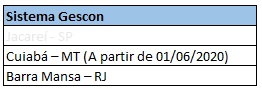 Sistema Gescon
Jacareí - SP
Cuiabá – MT (A partir de 01/06/2020)
Barra Mansa – RJ